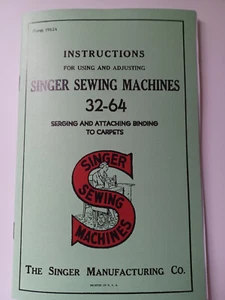 INSTRUCTIONS
FOR USING AND ADJUSTING
SINGER SEWING MACHINES
32-64
SERGING AND ATTACHING BINDING
TO CARPETS
SINGER
SEWING
MACHINES
THE SINGER MANUFACTURING CO.